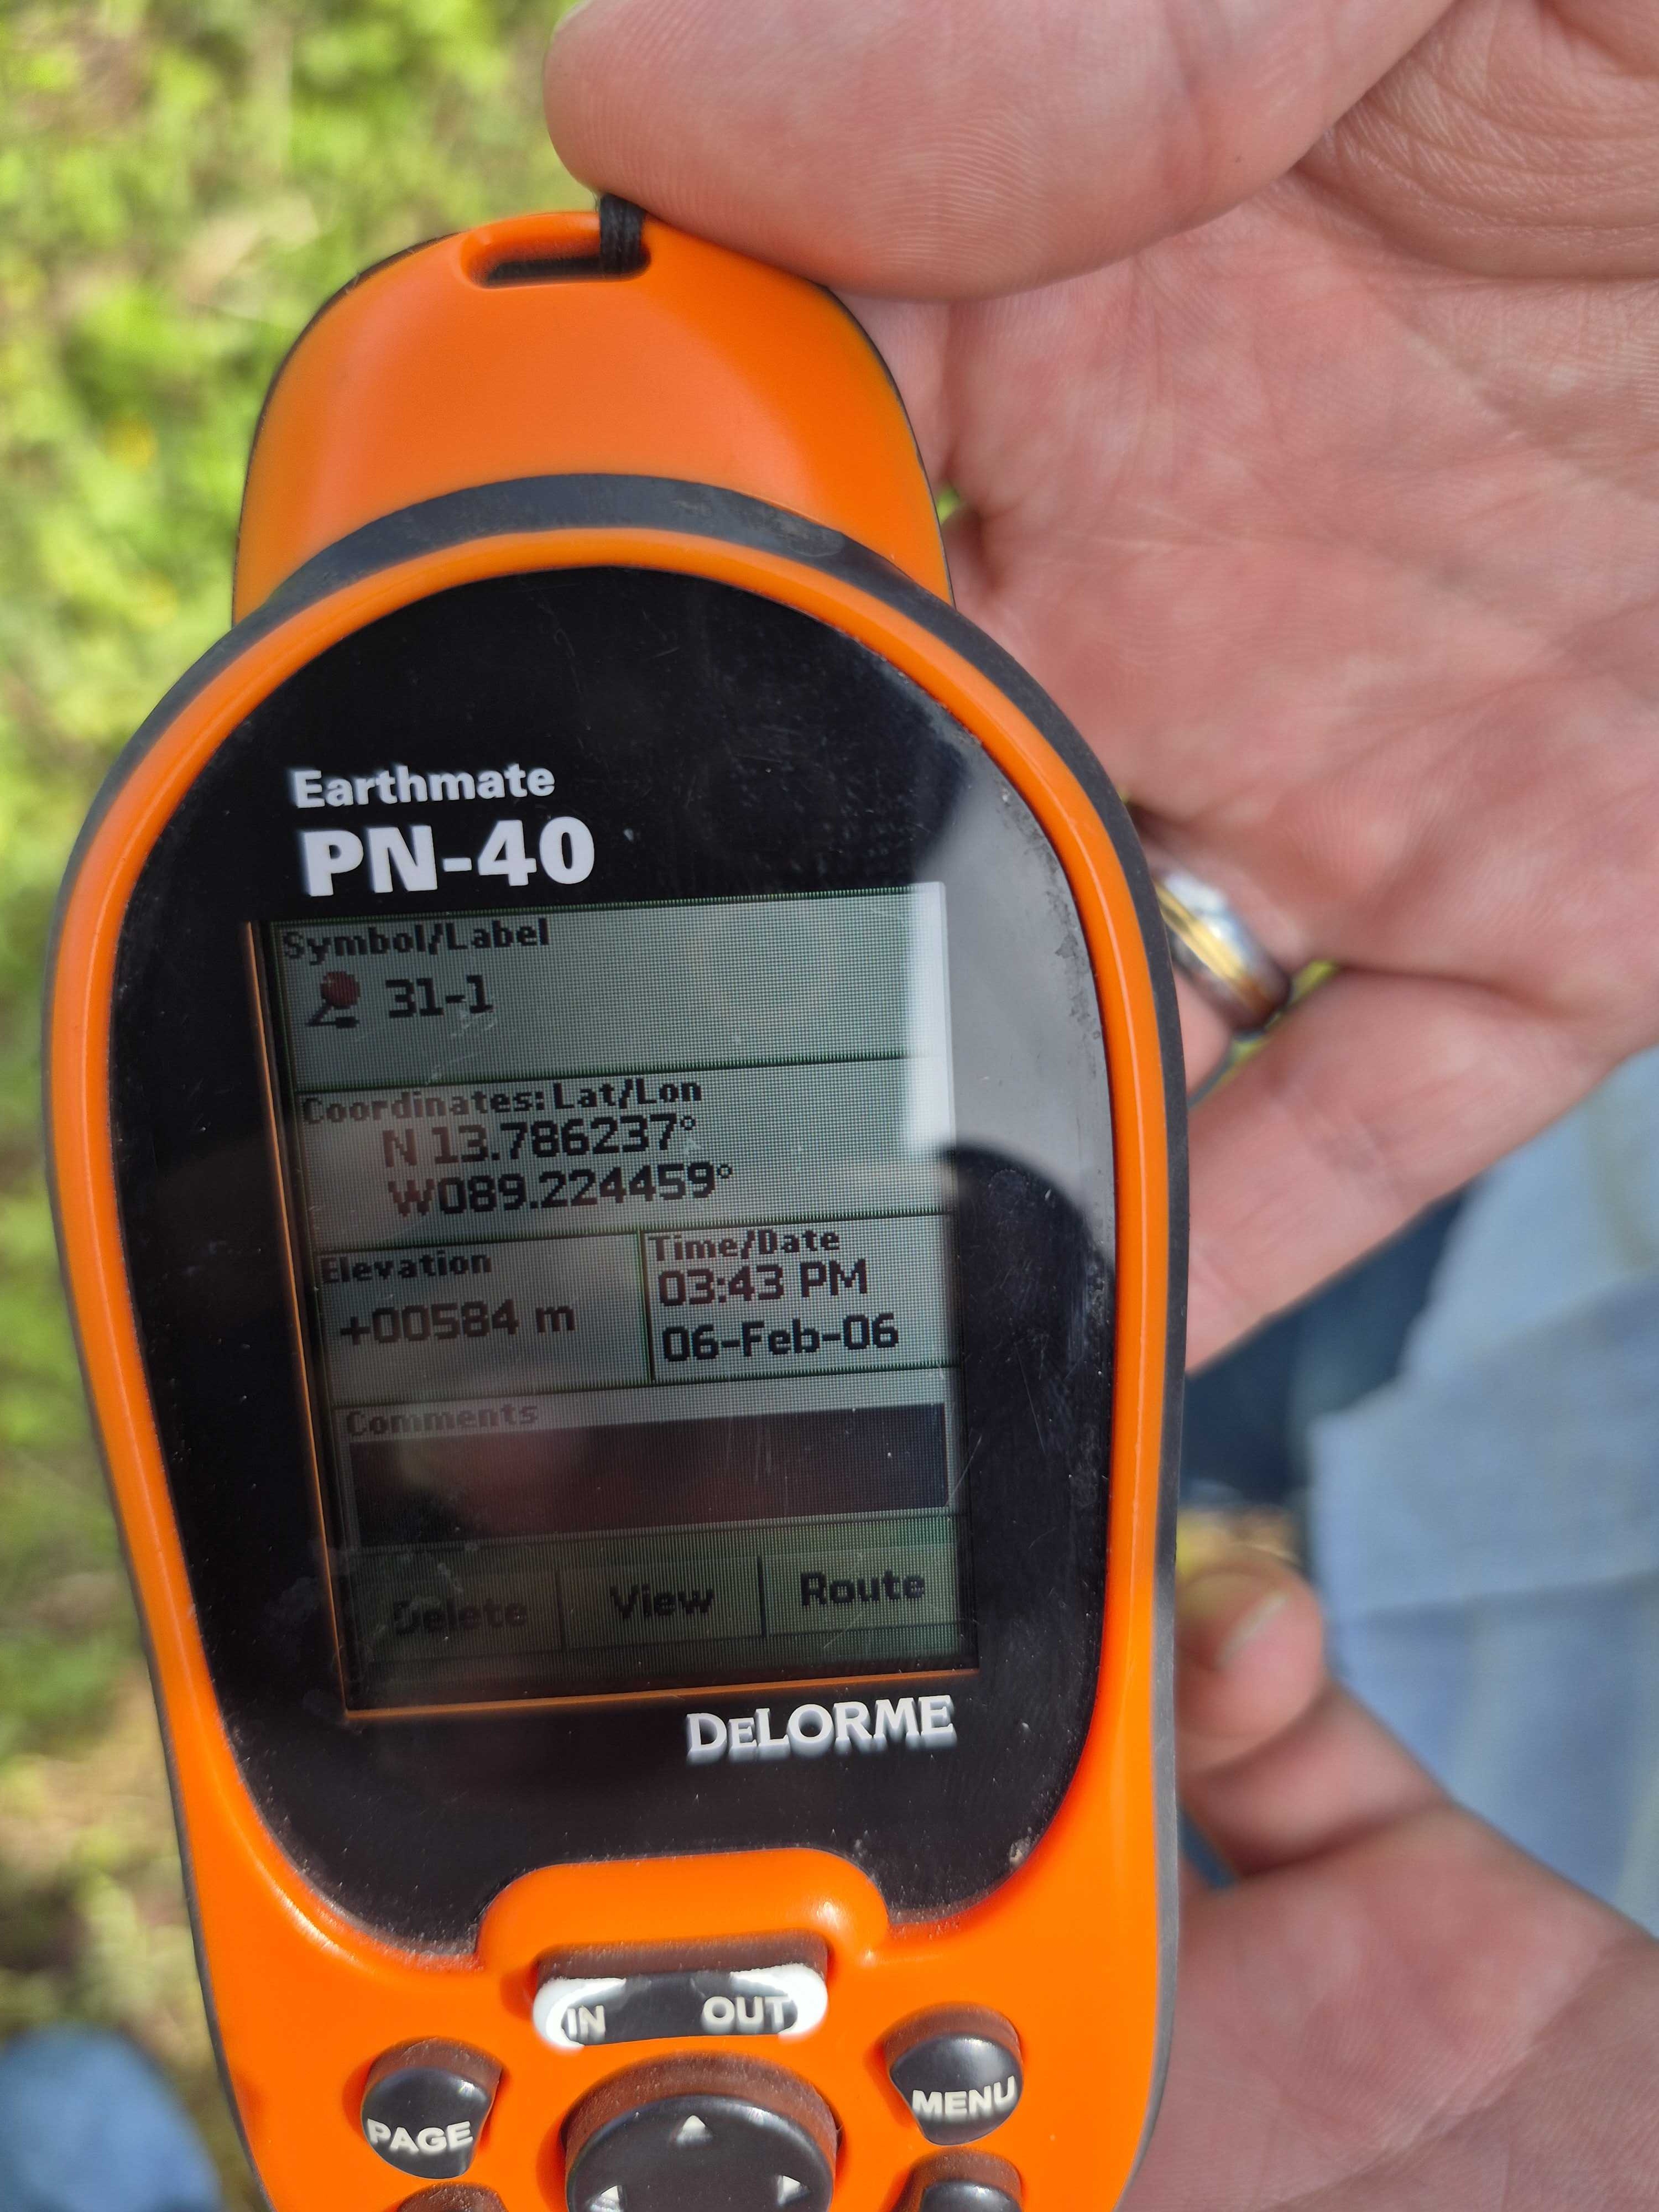 Earthmate
PN-40
Symbol/Label
31-1
Coordinates: Lat/Lon
N 13.786237°
W089.224459°
Elevation
+00584 m
Time/Date
03:43 PM
06-Feb-06
Comments
Delete View Route
DELORME
IN OUT
PAGE MENU